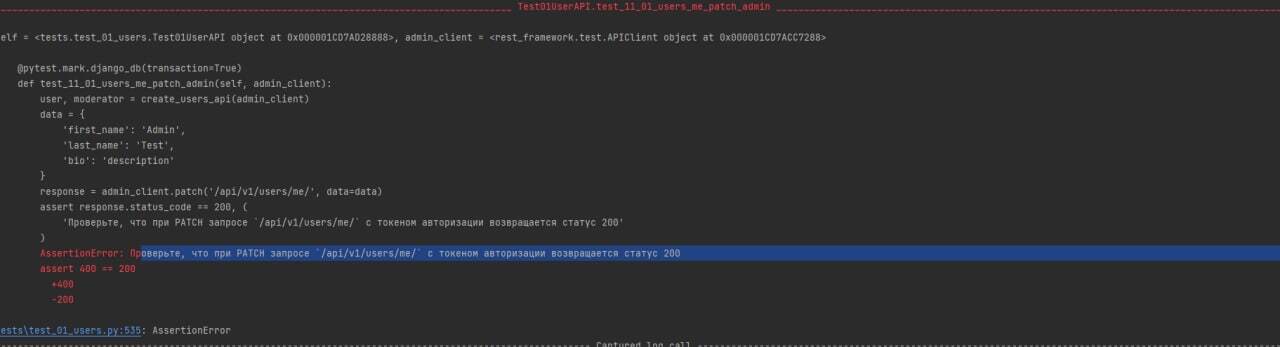 Test01UserAPI.test_11_01_users_me_patch_admin
elf = <tests.test_01_users.Test01UserAPI object at 0x000001CD7AD28888>, admin_client = <rest_framework.test.APIClient object at 0x000001CD7ACC7288>
@pytest.mark.django_db(transaction=True)
def test_11_01_users_me_patch_admin(self, admin_client):
user, moderator = create_users_api(admin_client)
data = {
'first_name': 'Admin',
'last_name': 'Test',
'bio': 'description'
}
response = admin_client.patch('/api/v1/users/me/', data=data)
assert response.status_code == 200, (
'Проверьте, что при PATCH запросе `/api/v1/users/me/` с токеном авторизации возвращается статус 200'
)
AssertionError: Проверьте, что при PATCH запросе `/api/v1/users/me/` с токеном авторизации возвращается статус 200
assert 400 == 200
+400
-200
ests\test_01_users.py:535: AssertionError
Captured log call